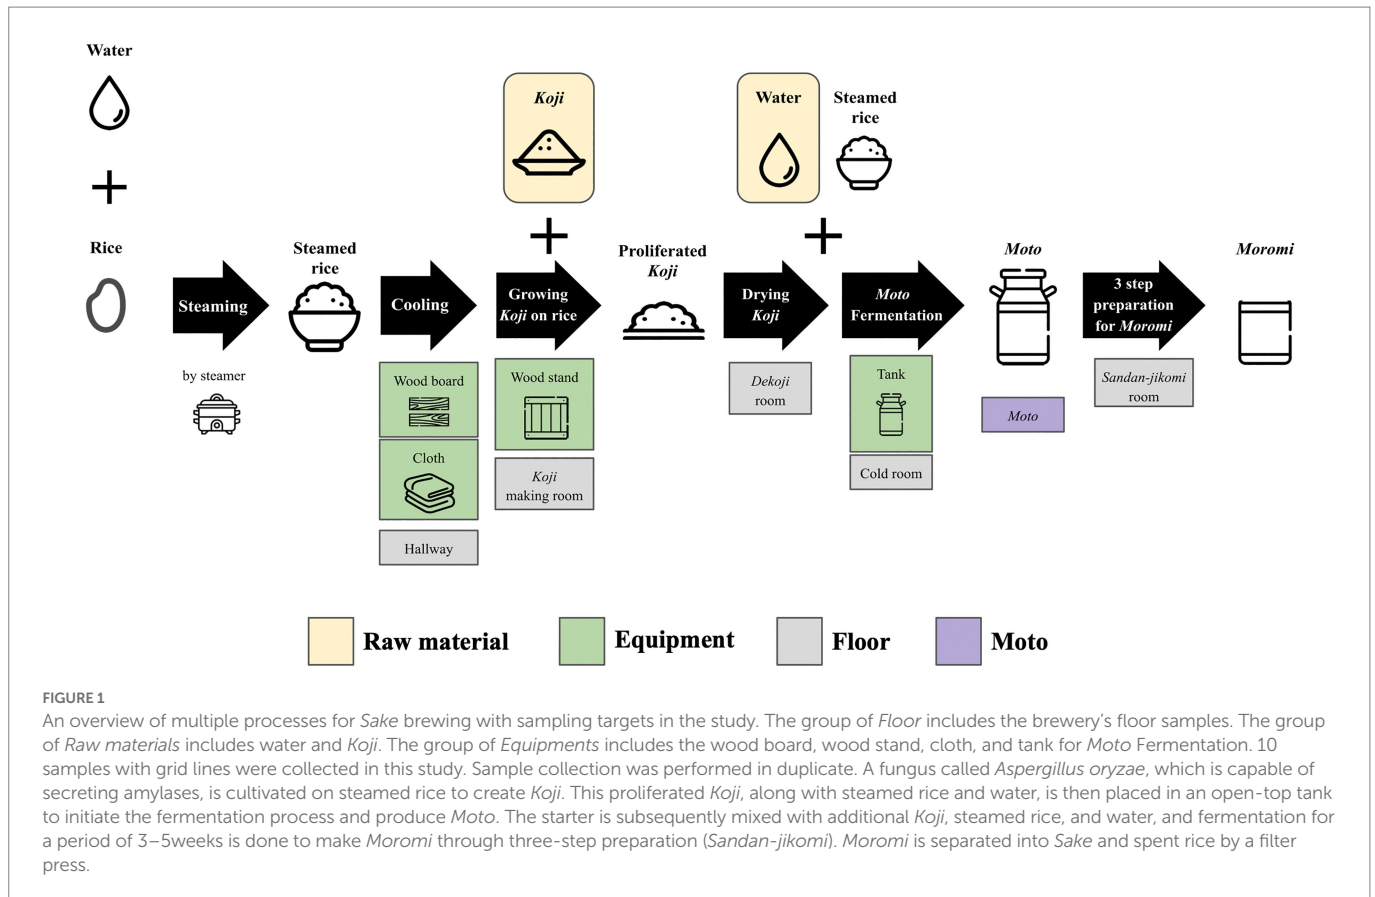 Water
Koji
Water
Steamed
rice
Rice
Steamed
rice
Proliferated
Koji
Moto
Moromi
Steaming
Cooling
Growing
Koji on rice
Drying
Koji
Moto
Fermentation
3 step
preparation
for Moromi
by steamer
Wood board
Cloth
Hallway
Wood stand
Koji
making room
Dekoji
room
Tank
Cold room
Moto
Sandan-jikomi
room
Raw material
Equipment
Floor
Moto
FIGURE 1
An overview of multiple processes for Sake brewing with sampling targets in the study. The group of Floor includes the brewery's floor samples. The group
of Raw materials includes water and Koji. The group of Equipments includes the wood board, wood stand, cloth, and tank for Moto Fermentation. 10
samples with grid lines were collected in this study. Sample collection was performed in duplicate. A fungus called Aspergillus oryzae, which is capable of
secreting amylases, is cultivated on steamed rice to create Koji. This proliferated Koji, along with steamed rice and water, is then placed in an open-top tank
to initiate the fermentation process and produce Moto. The starter is subsequently mixed with additional Koji, steamed rice, and water, and fermentation for
a period of 3–5weeks is done to make Moromi through three-step preparation (Sandan-jikomi). Moromi is separated into Sake and spent rice by a filter
press.